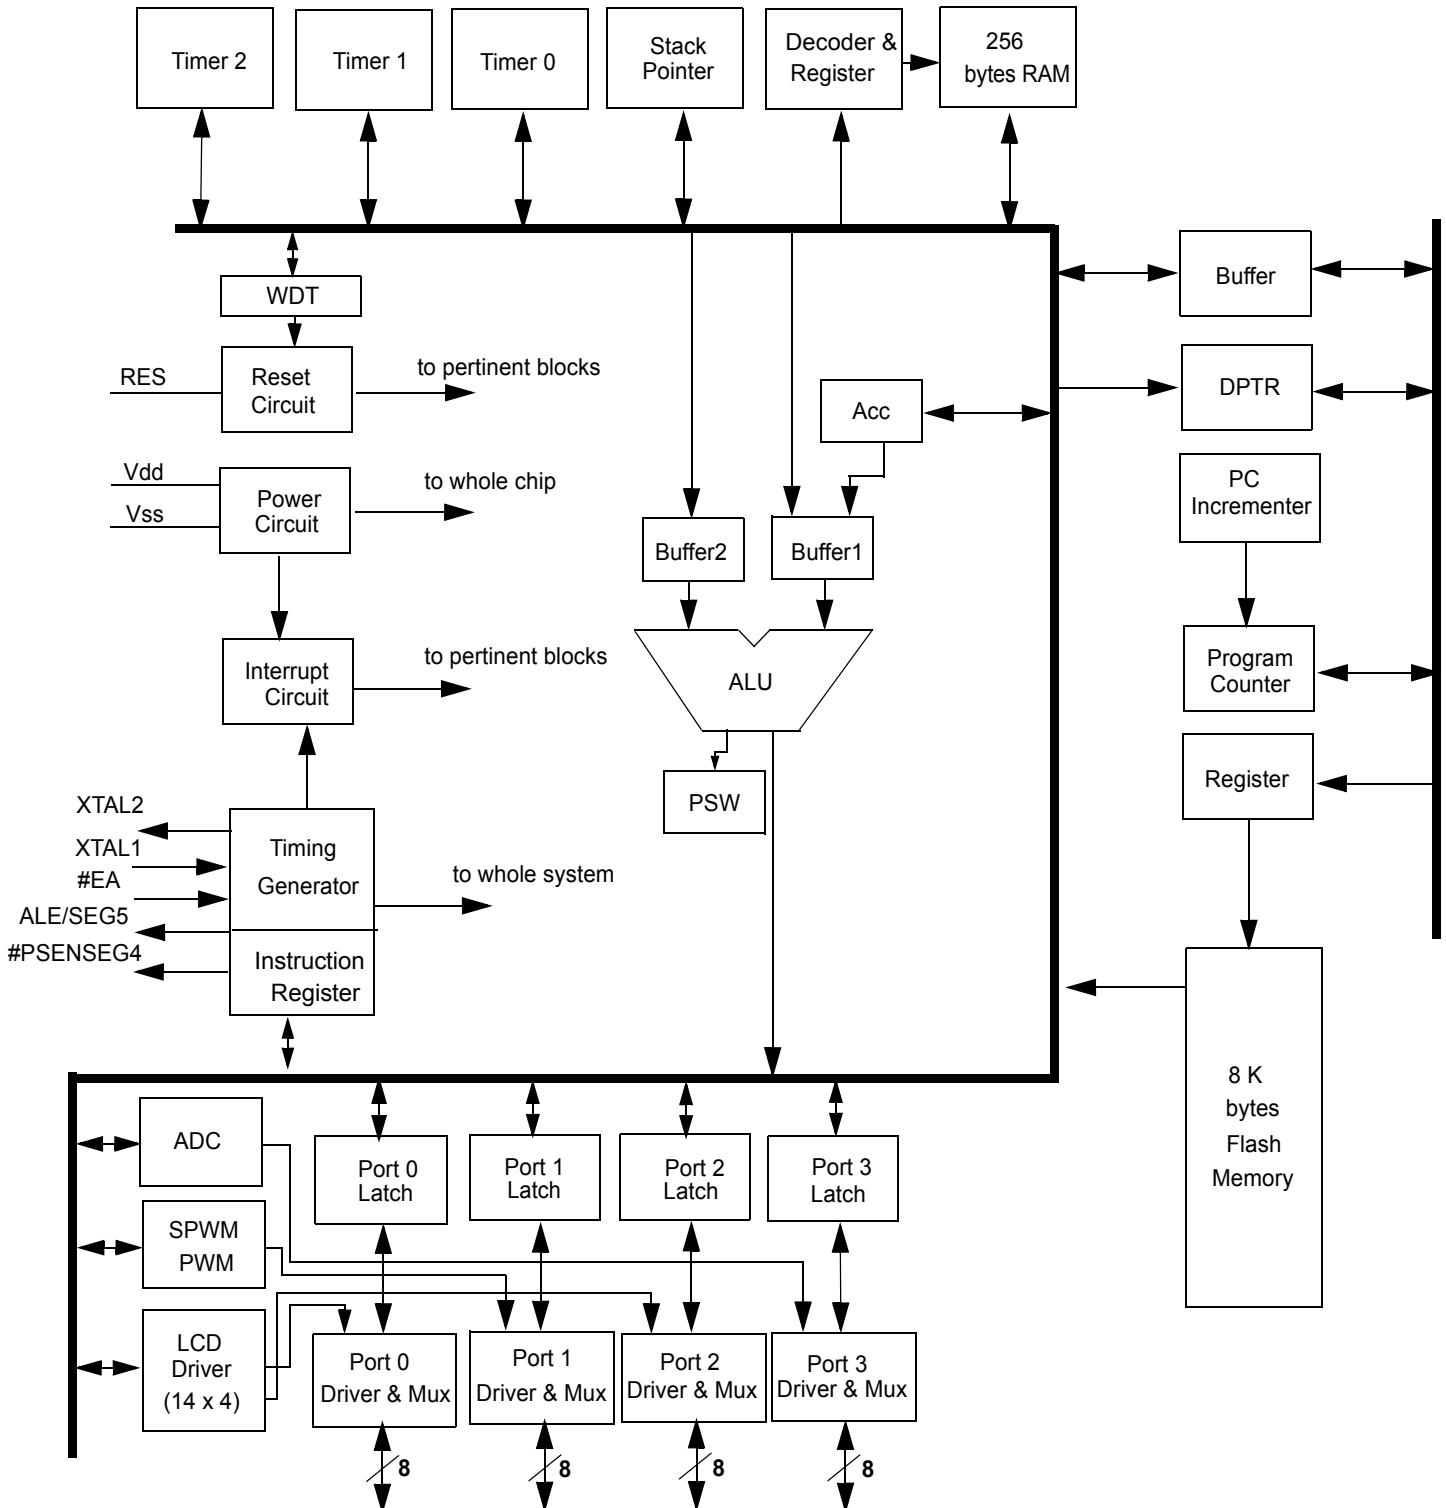 Timer 2
Timer 1
Timer 0
Stack
Pointer
Decoder &
Register
256
bytes RAM
WDT
Buffer
RES
Reset
Circuit
to pertinent blocks
DPTR
Acc
Vdd
Vss
Power
Circuit
to whole chip
PC
Incrementer
Buffer2
Buffer1
Interrupt
Circuit
to pertinent blocks
ALU
Program
Counter
PSW
Register
XTAL2
XTAL1
#EA
ALE/SEG5
#PSENSEG4
Timing
Generator
to whole system
Instruction
Register
8 K
bytes
Flash
Memory
ADC
Port 0
Latch
Port 1
Latch
Port 2
Latch
Port 3
Latch
SPWM
PWM
LCD
Driver
(14 x 4)
Port 0
Driver & Mux
Port 1
Driver & Mux
Port 2
Driver & Mux
Port 3
Driver & Mux
8
8
8
8